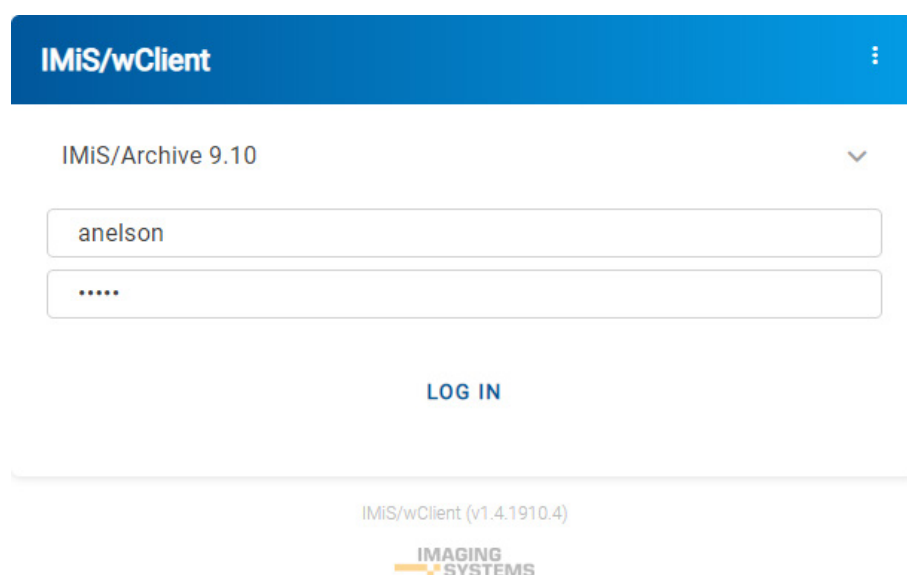 IMiS/wClient
IMiS/Archive 9.10
anelson
•••••
LOG IN
IMiS/wClient (v1.4.1910.4)
IMAGING
SYSTEMS